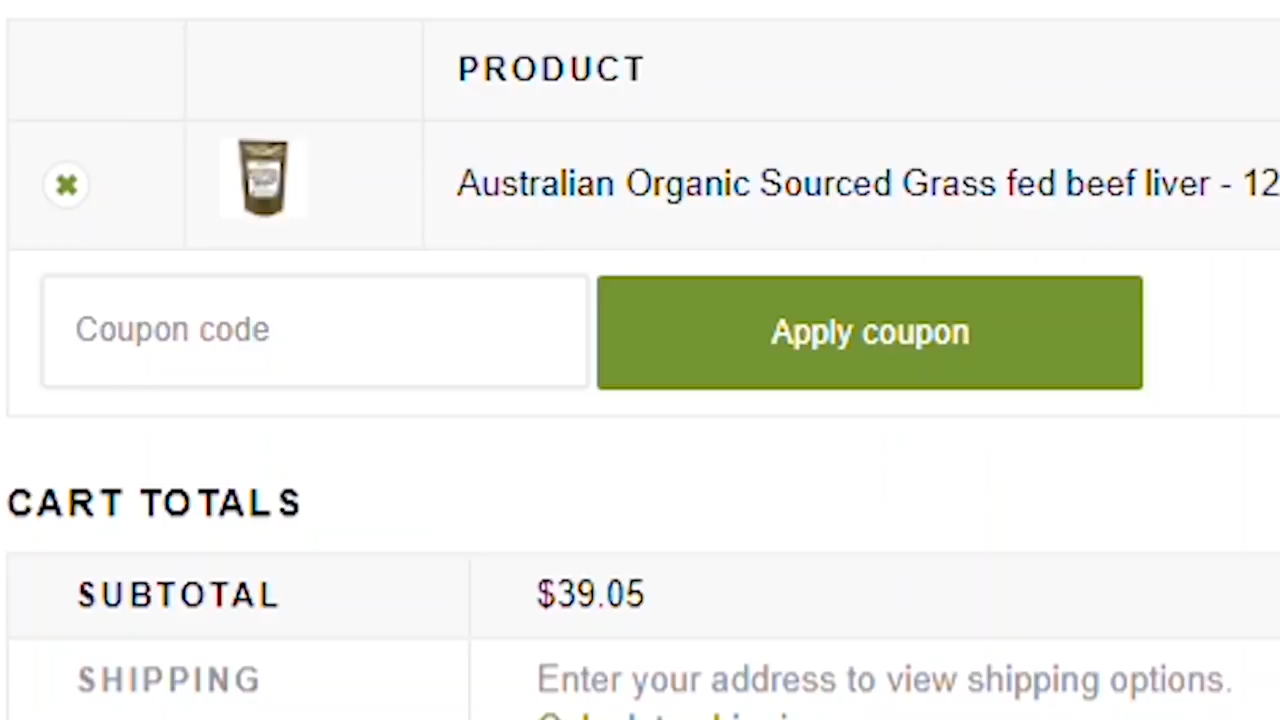 PRODUCT
Australian Organic Sourced Grass fed beef liver - 12
Coupon code
Apply coupon
CART TOTALS
SUBTOTAL
$39.05
SHIPPING
Enter your address to view shipping options.